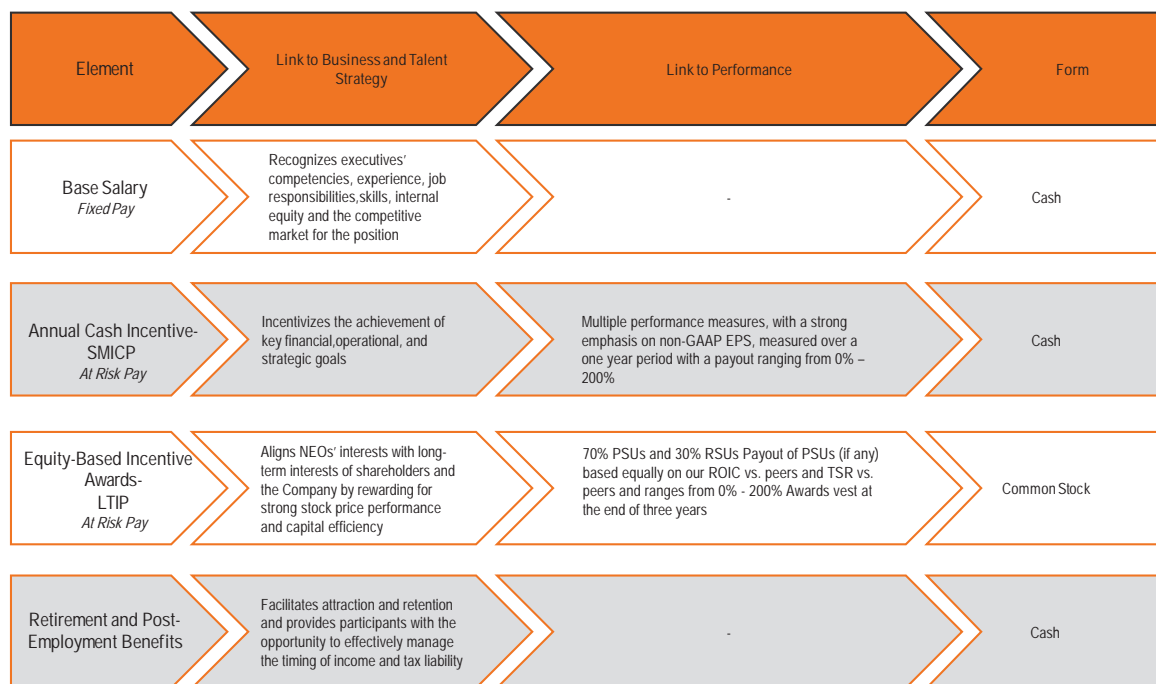 Element
Link to Business and Talent
Strategy
Link to Performance
Form
Base Salary
Fixed Pay
Recognizes executives’
competencies, experience, job
responsibilities,skills, internal
equity and the competitive
market for the position
-
Cash
Annual Cash Incentive-
SMICP
At Risk Pay
Incentivizes the achievement of
key financial,operational, and
strategic goals
Multiple performance measures, with a strong
emphasis on non-GAAP EPS, measured over a
one year period with a payout ranging from 0% –
200%
Cash
Equity-Based Incentive
Awards-
LTIP
At Risk Pay
Aligns NEOs’ interests with long-
term interests of shareholders and
the Company by rewarding for
strong stock price performance
and capital efficiency
70% PSUs and 30% RSUs Payout of PSUs (if any)
based equally on our ROIC vs. peers and TSR vs.
peers and ranges from 0% - 200% Awards vest at
the end of three years
Common Stock
Retirement and Post-
Employment Benefits
Facilitates attraction and retention
and provides participants with the
opportunity to effectively manage
the timing of income and tax liability
-
Cash